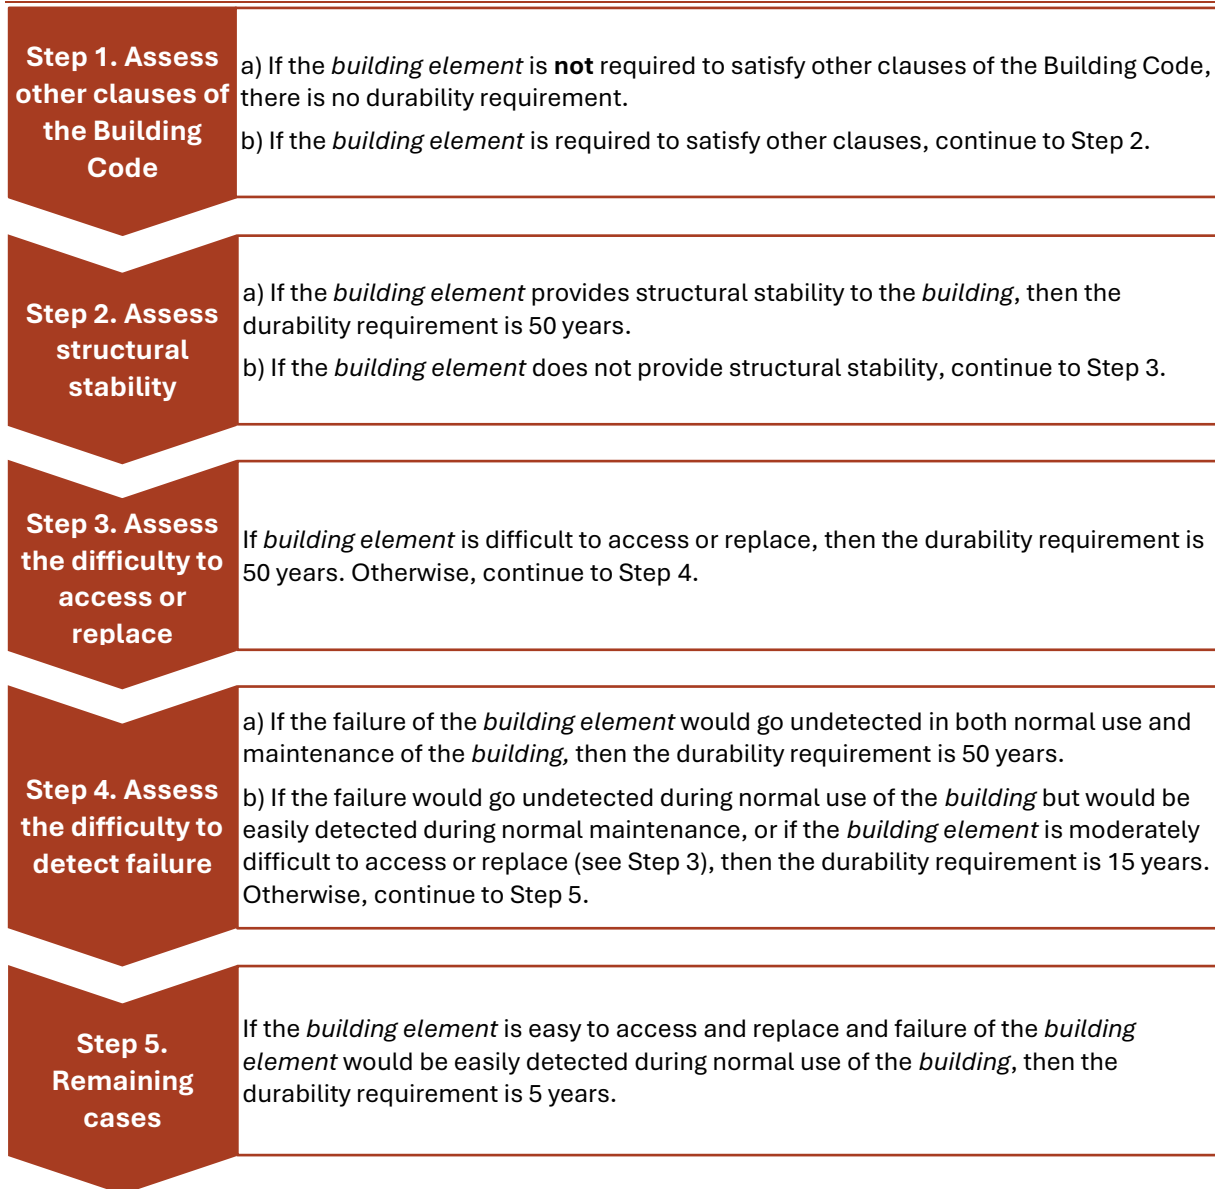 Step 1. Assess
other clauses of
the Building
Code
a) If the building element is not required to satisfy other clauses of the Building Code,
there is no durability requirement.
b) If the building element is required to satisfy other clauses, continue to Step 2.
Step 2. Assess
structural
stability
a) If the building element provides structural stability to the building, then the
durability requirement is 50 years.
b) If the building element does not provide structural stability, continue to Step 3.
Step 3. Assess
the difficulty to
access or
replace
If building element is difficult to access or replace, then the durability requirement is
50 years. Otherwise, continue to Step 4.
Step 4. Assess
the difficulty to
detect failure
a) If the failure of the building element would go undetected in both normal use and
maintenance of the building, then the durability requirement is 50 years.
b) If the failure would go undetected during normal use of the building but would be
easily detected during normal maintenance, or if the building element is moderately
difficult to access or replace (see Step 3), then the durability requirement is 15 years.
Otherwise, continue to Step 5.
Step 5.
Remaining
cases
If the building element is easy to access and replace and failure of the building
element would be easily detected during normal use of the building, then the
durability requirement is 5 years.